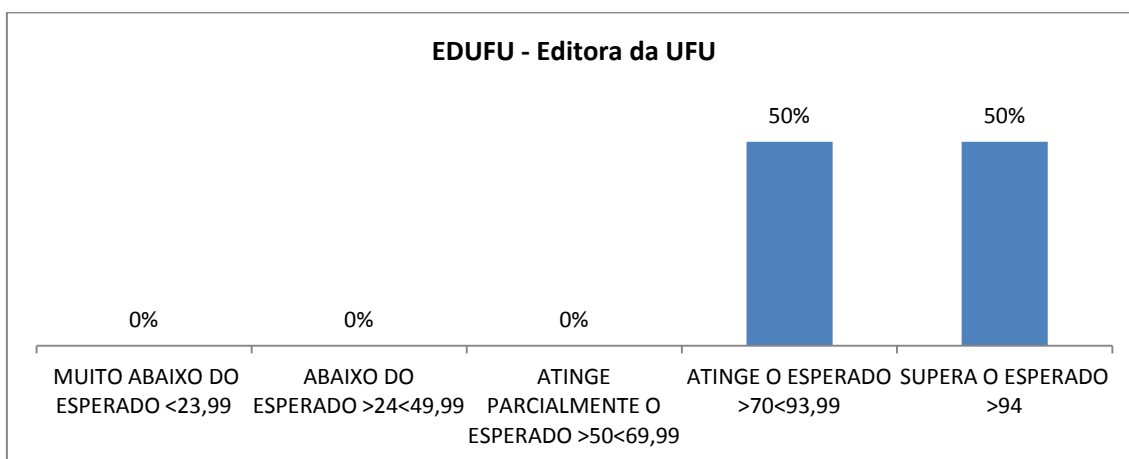 EDUFU - Editora da UFU
50%
50%
0%
0%
0%
MUITO ABAIXO DO
ESPERADO <23,99
ABAIXO DO
ESPERADO >24<49,99
ATINGE
PARCIALMENTE O
ESPERADO >50<69,99
ATINGE O ESPERADO
>70<93,99
SUPERA O ESPERADO
>94